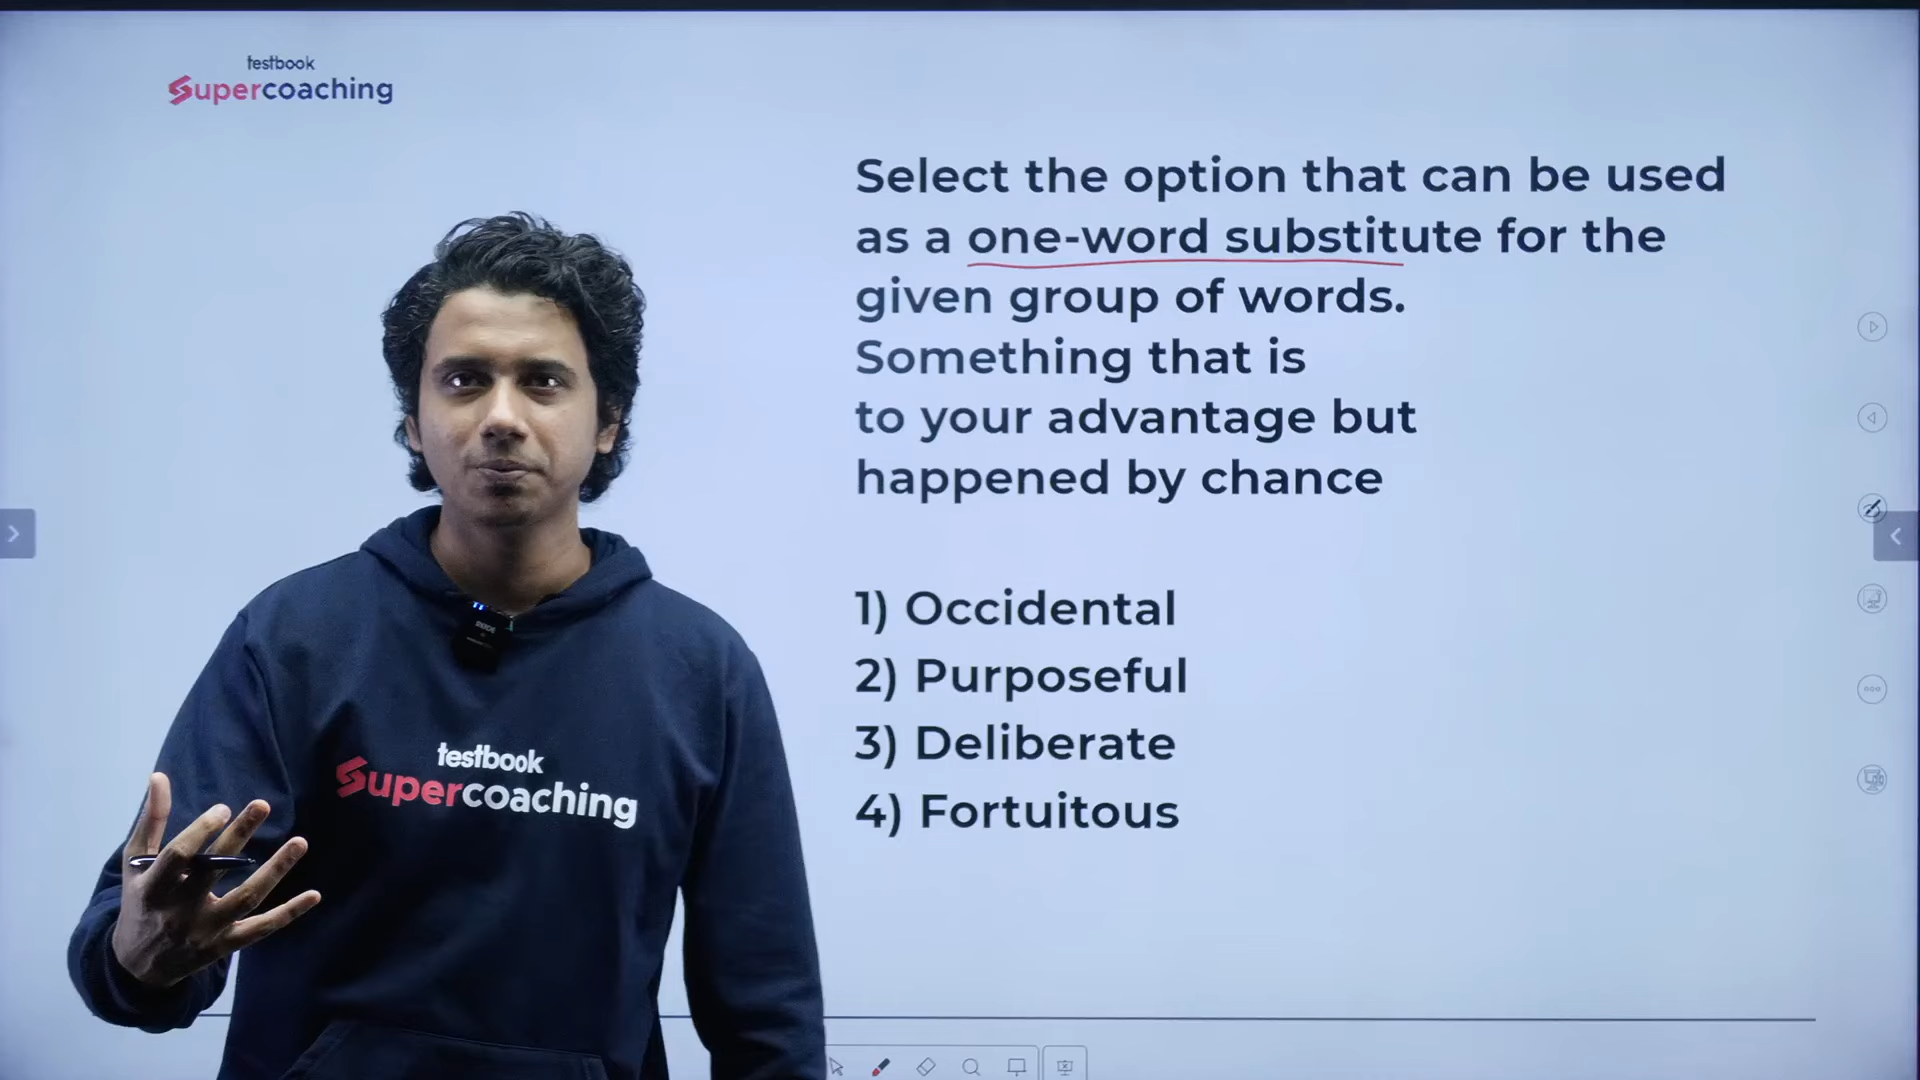 testbook
Supercoaching
Select the option that can be used
as a one-word substitute for the
given group of words.
Something that is
to your advantage but
happened by chance
1) Occidental
2) Purposeful
3) Deliberate
4) Fortuitous
testbook
Supercoaching